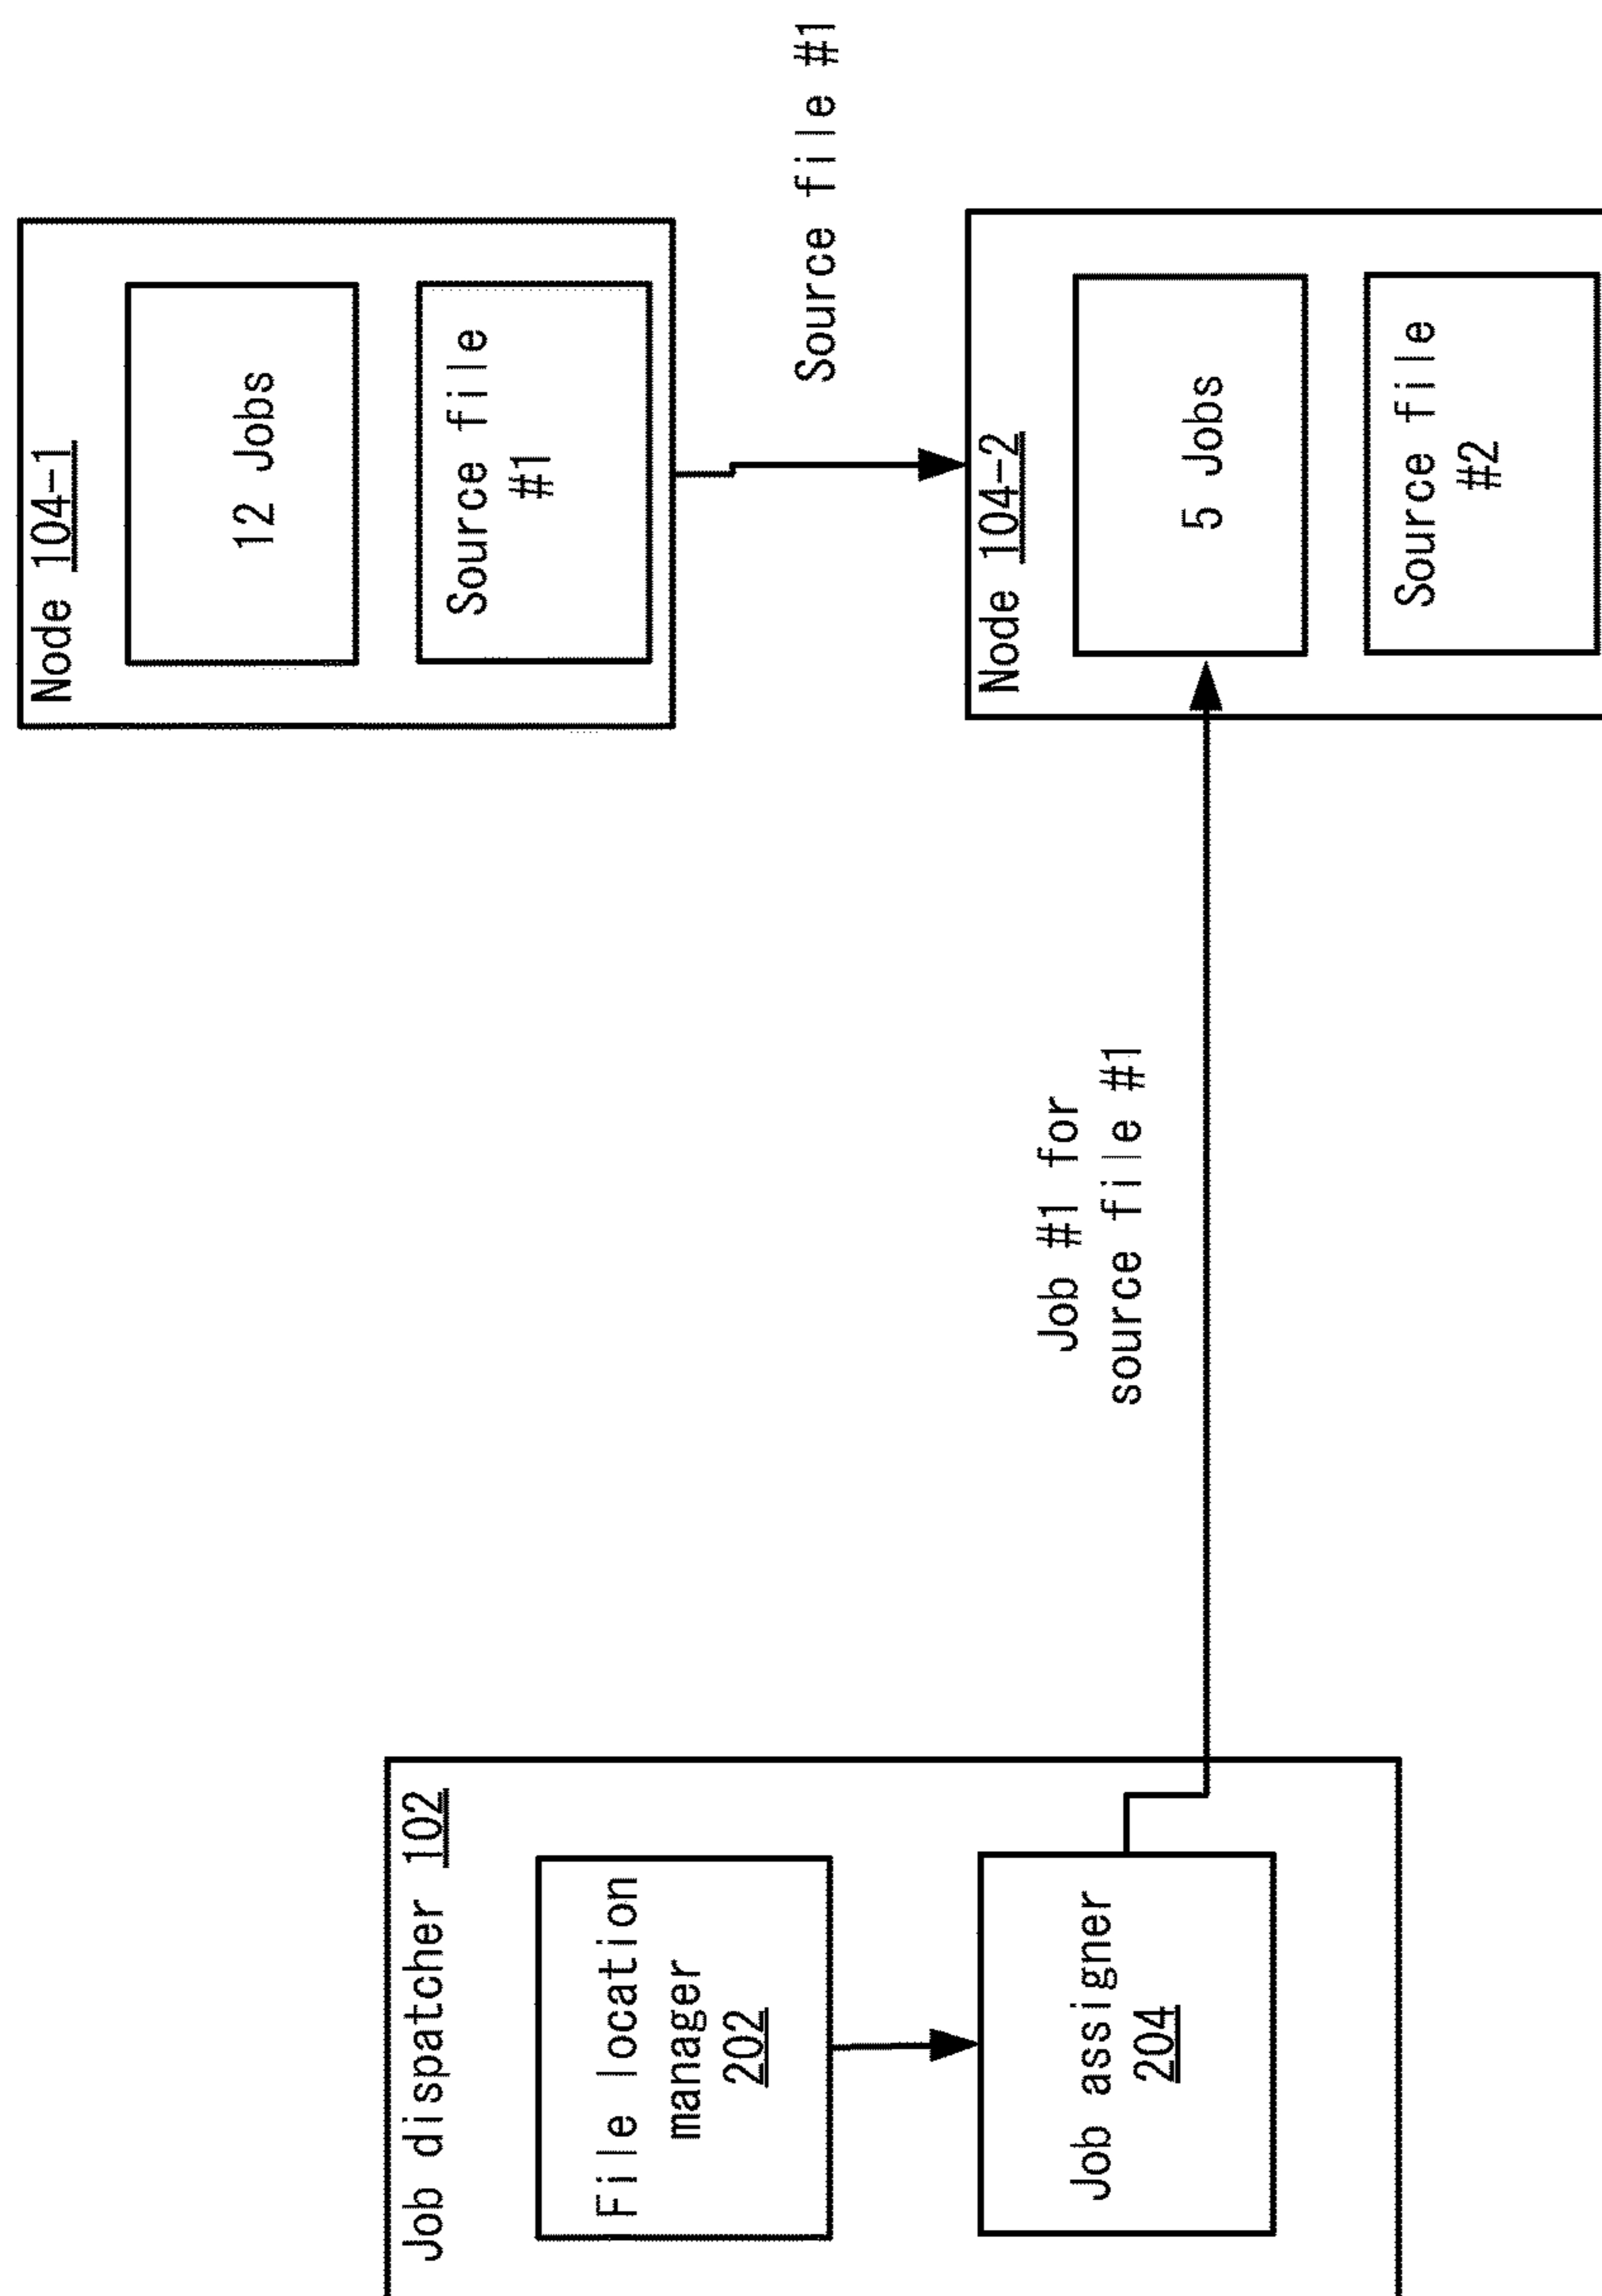 Job dispatcher 102
File location
manager
202
Job assigner
204
Job #1 for
source file #1
Node 104-1
12 Jobs
Source file
#1
Source file #1
Node 104-2
5 Jobs
Source file
#2